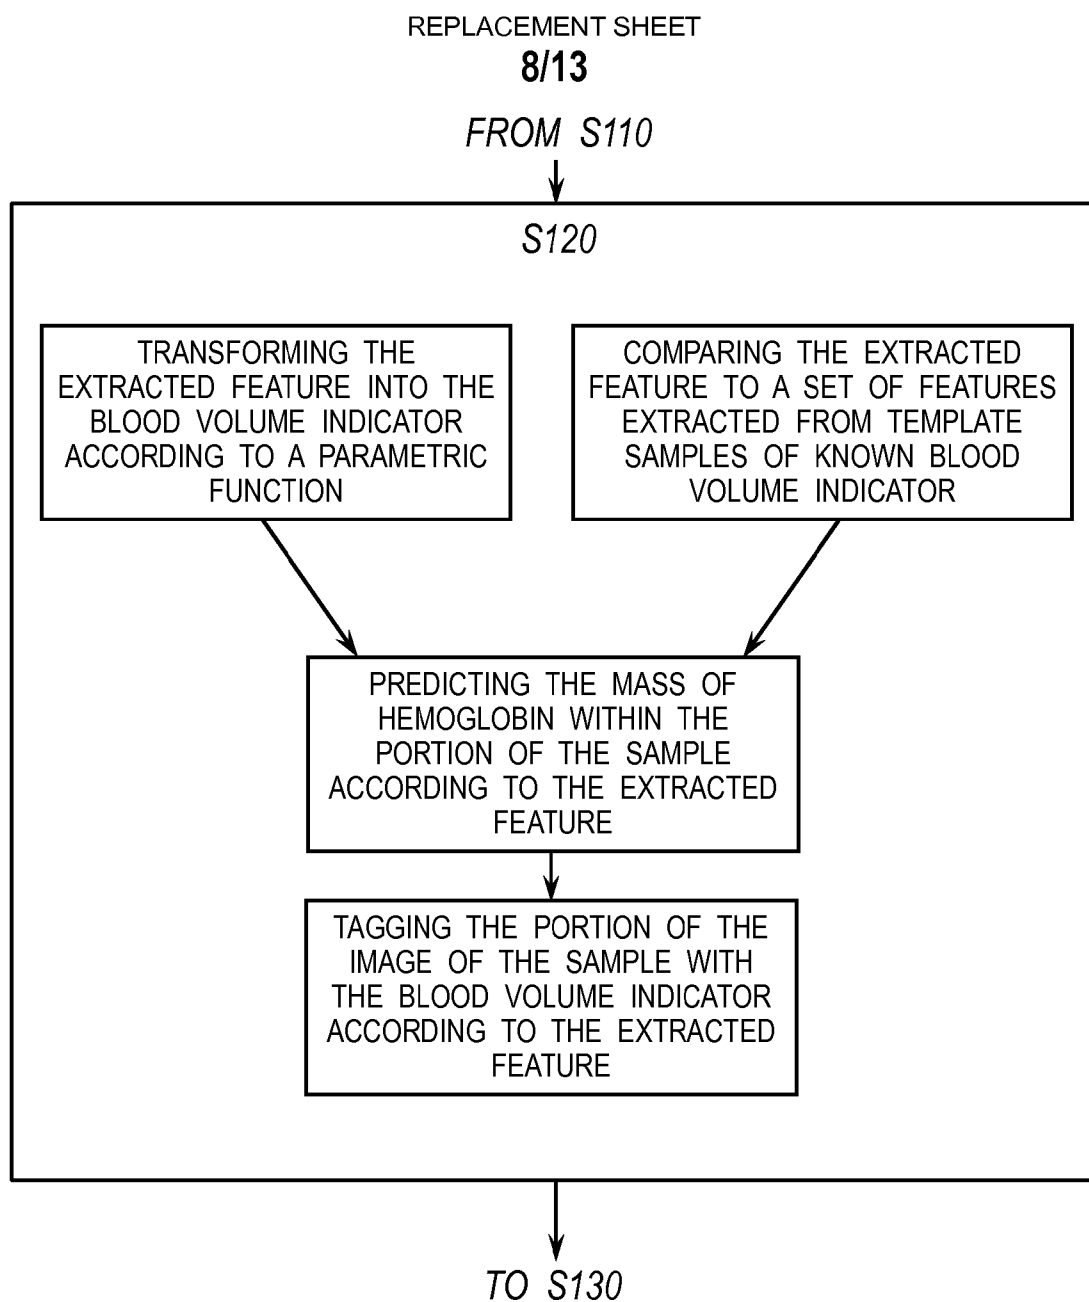 REPLACEMENT SHEET
8/13
FROM S110
S120
TRANSFORMING THE
EXTRACTED FEATURE INTO THE
BLOOD VOLUME INDICATOR
ACCORDING TO A PARAMETRIC
FUNCTION
COMPARING THE EXTRACTED
FEATURE TO A SET OF FEATURES
EXTRACTED FROM TEMPLATE
SAMPLES OF KNOWN BLOOD
VOLUME INDICATOR
PREDICTING THE MASS OF
HEMOGLOBIN WITHIN THE
PORTION OF THE SAMPLE
ACCORDING TO THE EXTRACTED
FEATURE
TAGGING THE PORTION OF THE
IMAGE OF THE SAMPLE WITH
THE BLOOD VOLUME INDICATOR
ACCORDING TO THE EXTRACTED
FEATURE
TO S130